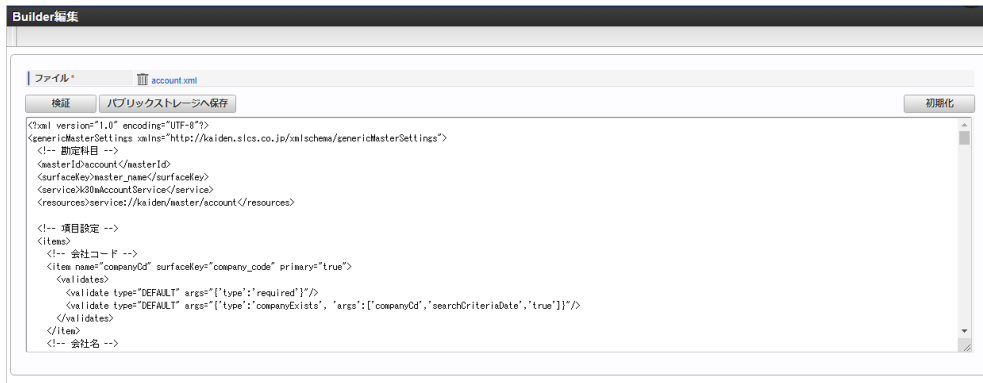 Builder編集
ファイル* account.xml
検証 パブリックストレージへ保存 初期化
<?xml version="1.0" encoding="UTF-8"?>
<genericMasterSettings xmlns="http://kaiden.slcs.co.jp/xmlschema/genericMasterSettings">
<!-- 勘定科目 -->
<masterId>account</masterId>
<surfaceKey>master_name</surfaceKey>
<service>k30mAccountService</service>
<resources>service://kaiden/master/account</resources>
<!-- 項目設定 -->
<items>
<!-- 会社コード -->
<item name="companyCd" surfaceKey="company_code" primary="true">
<validates>
<validate type="DEFAULT" args="{'type':'required'}"/>
<validate type="DEFAULT" args="{'type':'companyExists', 'args':['companyCd','searchCriteriaDate','true']}"/>
</validates>
</item>
<!-- 会社名 -->